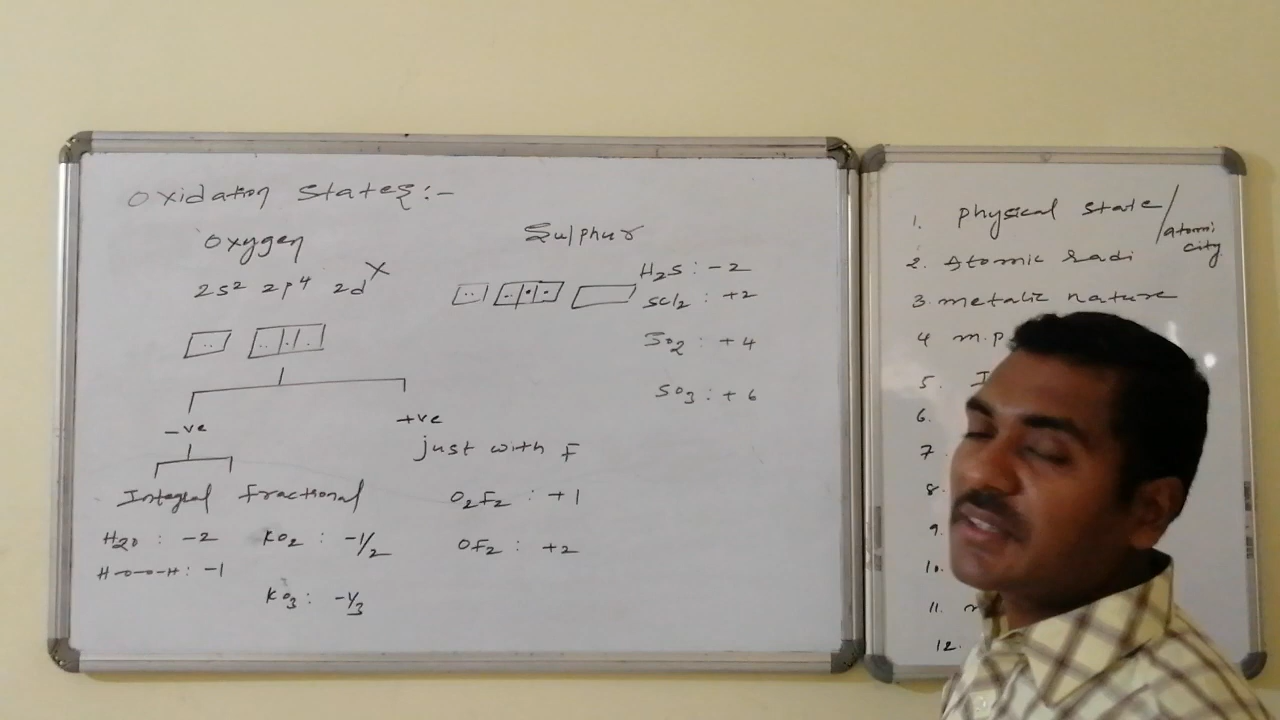 Oxidation States:-
Oxygen
2s² 2p⁴ 2d X
-ve
+ve
just with F
Integral Fractional
H2O : -2
H-O-O-H : -1
KO2 : -1/2
KO3 : -1/3
O2F2 : +1
OF2 : +2
Sulphur
H2S : -2
SCl2 : +2
SO2 : +4
SO3 : +6
1. Physical state/atomicity
2. Atomic radi
3. metalic nature
4 m.p
5. I
6.
7
8.
9.
10.
11.
12.